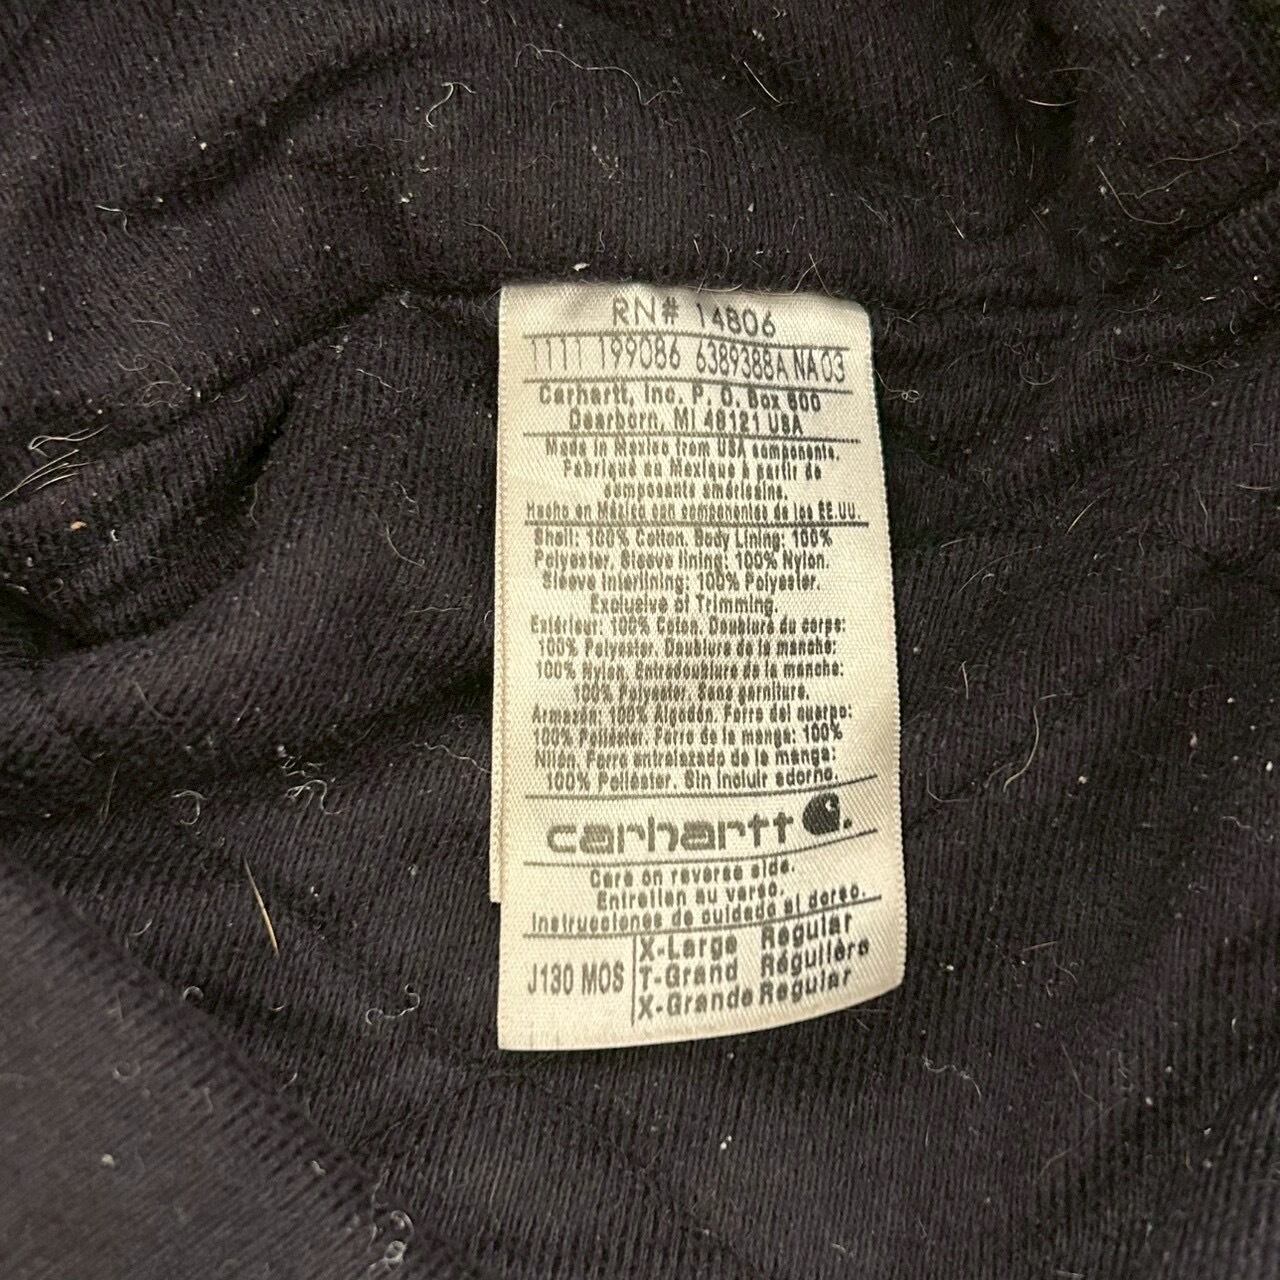 RN# 14806
1111 199086 6389388A NA03
Carhartt, Inc. P. O. Box 600
Dearborn, MI 48121 USA
Made in Mexico from USA components.
Fabriqué au Mexique à partir de
composants américains.
Hecho en México con componentes de los EE.UU.
Shell: 100% Cotton. Body Lining: 100%
Polyester. Sleeve lining: 100% Nylon.
Sleeve Interlining: 100% Polyester.
Exclusive of Trimming.
Extérieur: 100% Coton. Doublure du corps:
100% Polyester. Doublure de la manche:
100% Nylon. Entredoublure de la manche:
100% Polyester. Sans garniture.
Armazón: 100% Algodón. Forro del cuerpo:
100% Poliéster. Forro de la manga: 100%
Nilón. Forro entrelazado de la manga:
100% Poliéster. Sin incluir adorno.
carhartt
Care on reverse side.
Entretien au verso.
Instrucciones de cuidado al dorso.
J130 MOS
X-Large Regular
T-Grand Régulière
X-Grande Regular